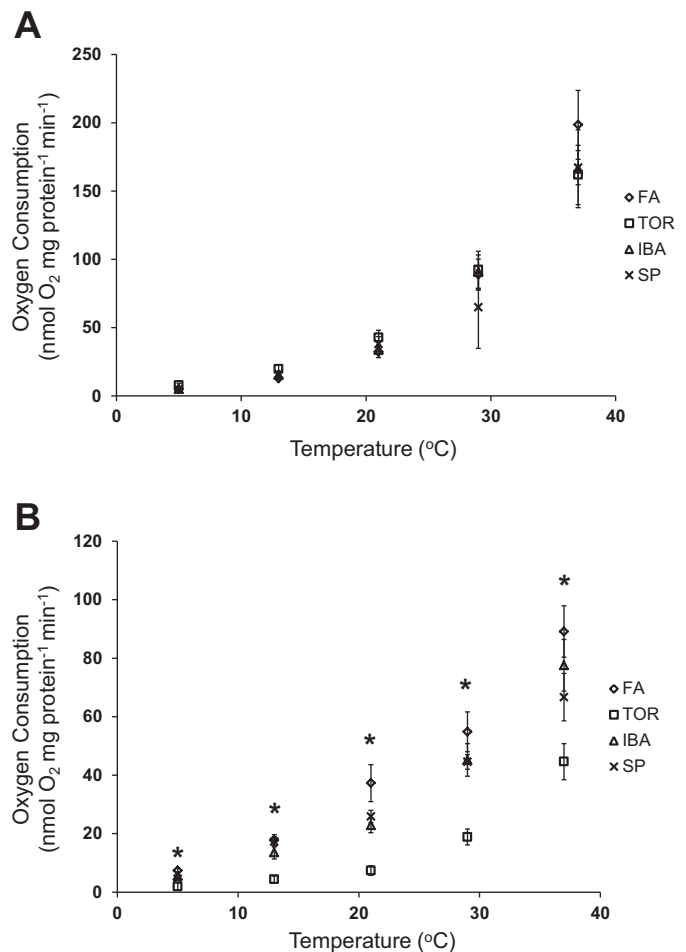 A
250
200
150
100
50
0
Oxygen Consumption
(nmol O₂ mg protein⁻¹ min⁻¹)
0 10 20 30 40
Temperature (°C)
FA
TOR
IBA
SP
B
120
100
80
60
40
20
0
Oxygen Consumption
(nmol O₂ mg protein⁻¹ min⁻¹)
* * * * *
0 10 20 30 40
Temperature (°C)
FA
TOR
IBA
SP